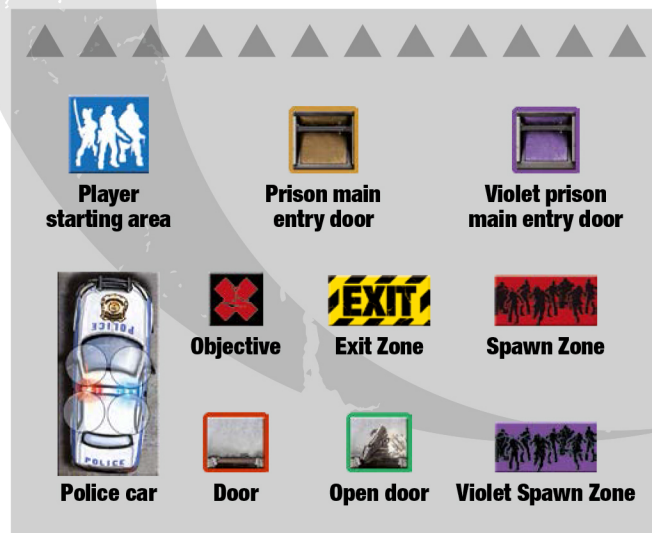 Player
starting area
Prison main
entry door
Violet prison
main entry door
POLICE
Objective
EXIT
Exit Zone
Spawn Zone
POLICE
Police car
Door
Open door
Violet Spawn Zone